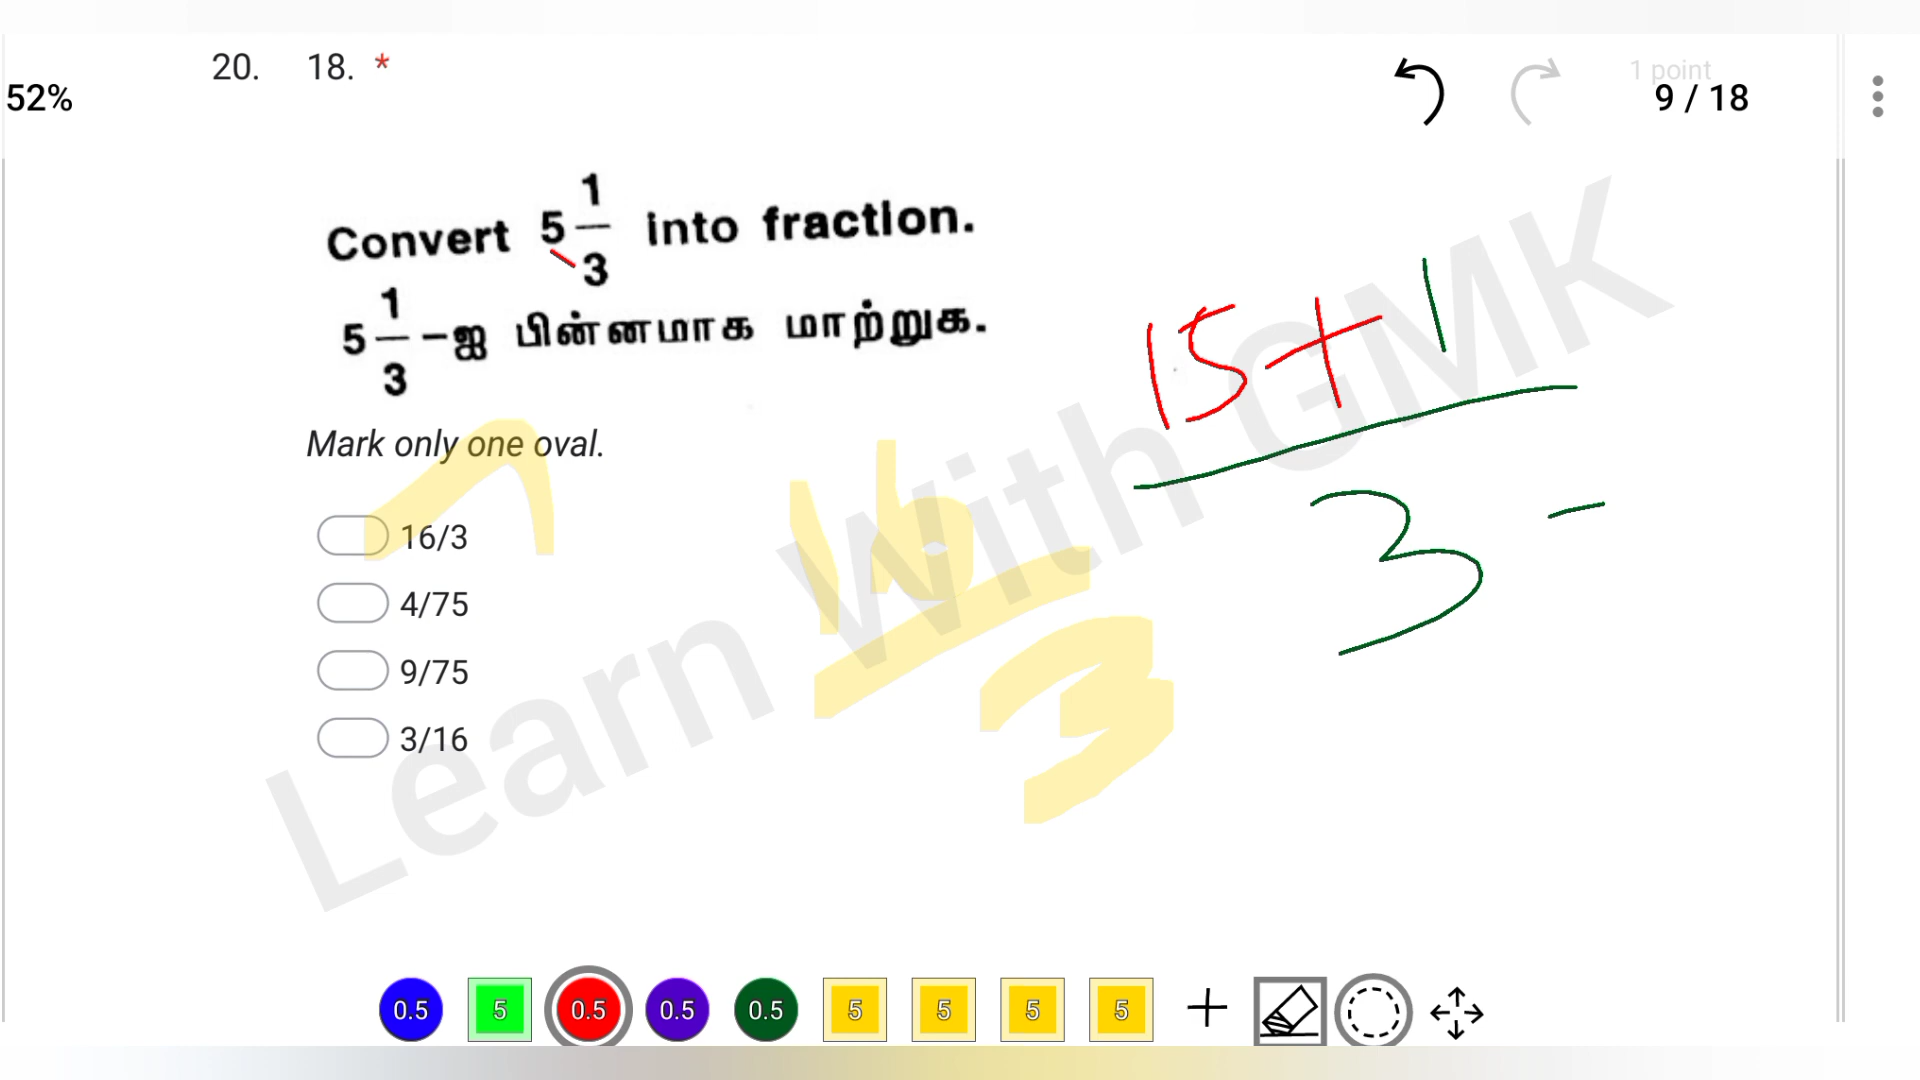 20. 18. * 1 point
52% 9 / 18
Convert 5 1/3 into fraction.
5 1/3 -ஐ பின்னமாக மாற்றுக.
Mark only one oval.
16/3
4/75
9/75
3/16
15+1
3 -
16
3
Learn With GMK
0.5 5 0.5 0.5 0.5 5 5 5 5